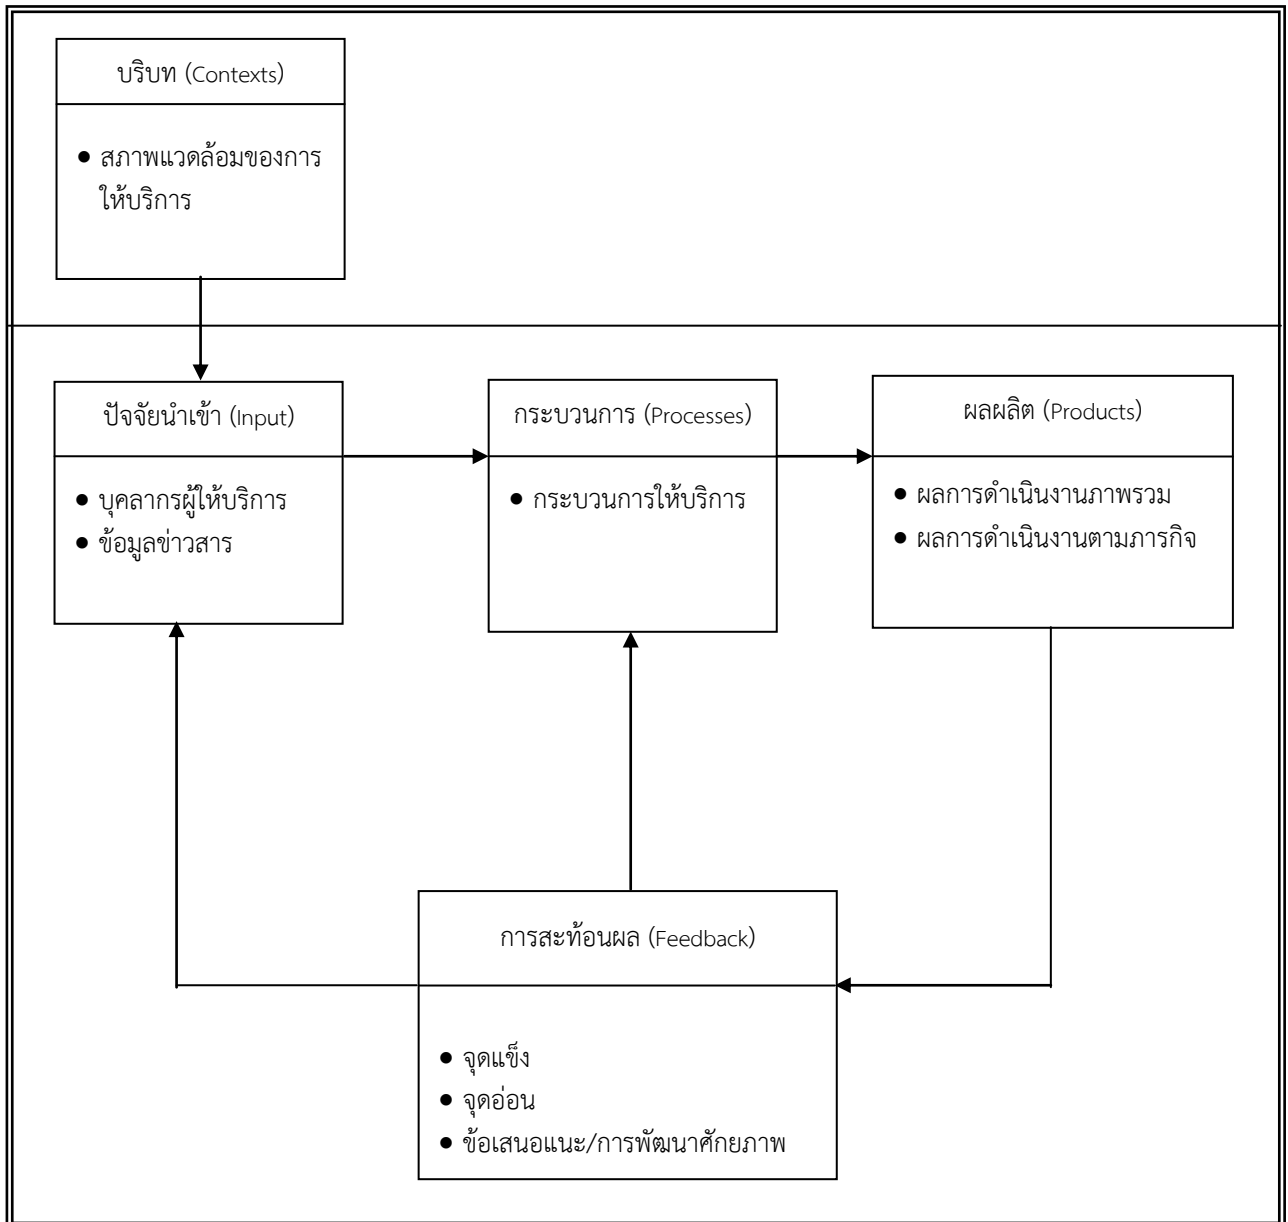 บริบท (Contexts)
● สภาพแวดล้อมของการ
ให้บริการ
ปัจจัยนำเข้า (Input)
● บุคลากรผู้ให้บริการ
● ข้อมูลข่าวสาร
กระบวนการ (Processes)
● กระบวนการให้บริการ
ผลผลิต (Products)
● ผลการดำเนินงานภาพรวม
● ผลการดำเนินงานตามภารกิจ
การสะท้อนผล (Feedback)
● จุดแข็ง
● จุดอ่อน
● ข้อเสนอแนะ/การพัฒนาศักยภาพ